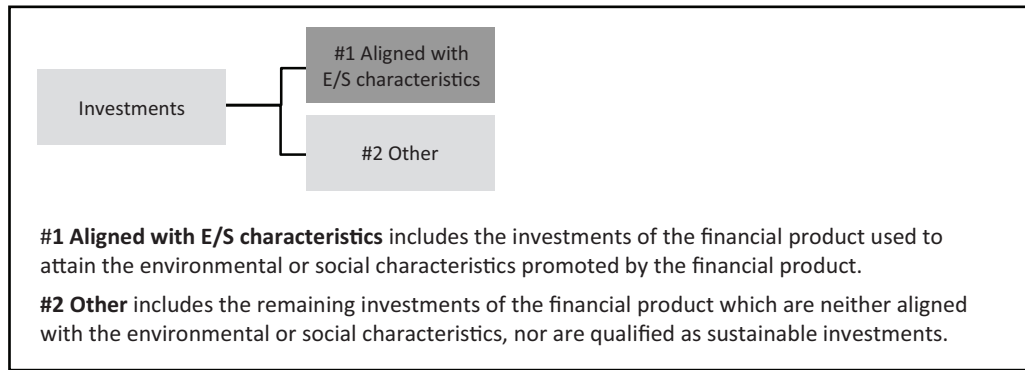 #1 Aligned with
E/S characteristics
Investments
#2 Other
#1 Aligned with E/S characteristics includes the investments of the financial product used to
attain the environmental or social characteristics promoted by the financial product.
#2 Other includes the remaining investments of the financial product which are neither aligned
with the environmental or social characteristics, nor are qualified as sustainable investments.